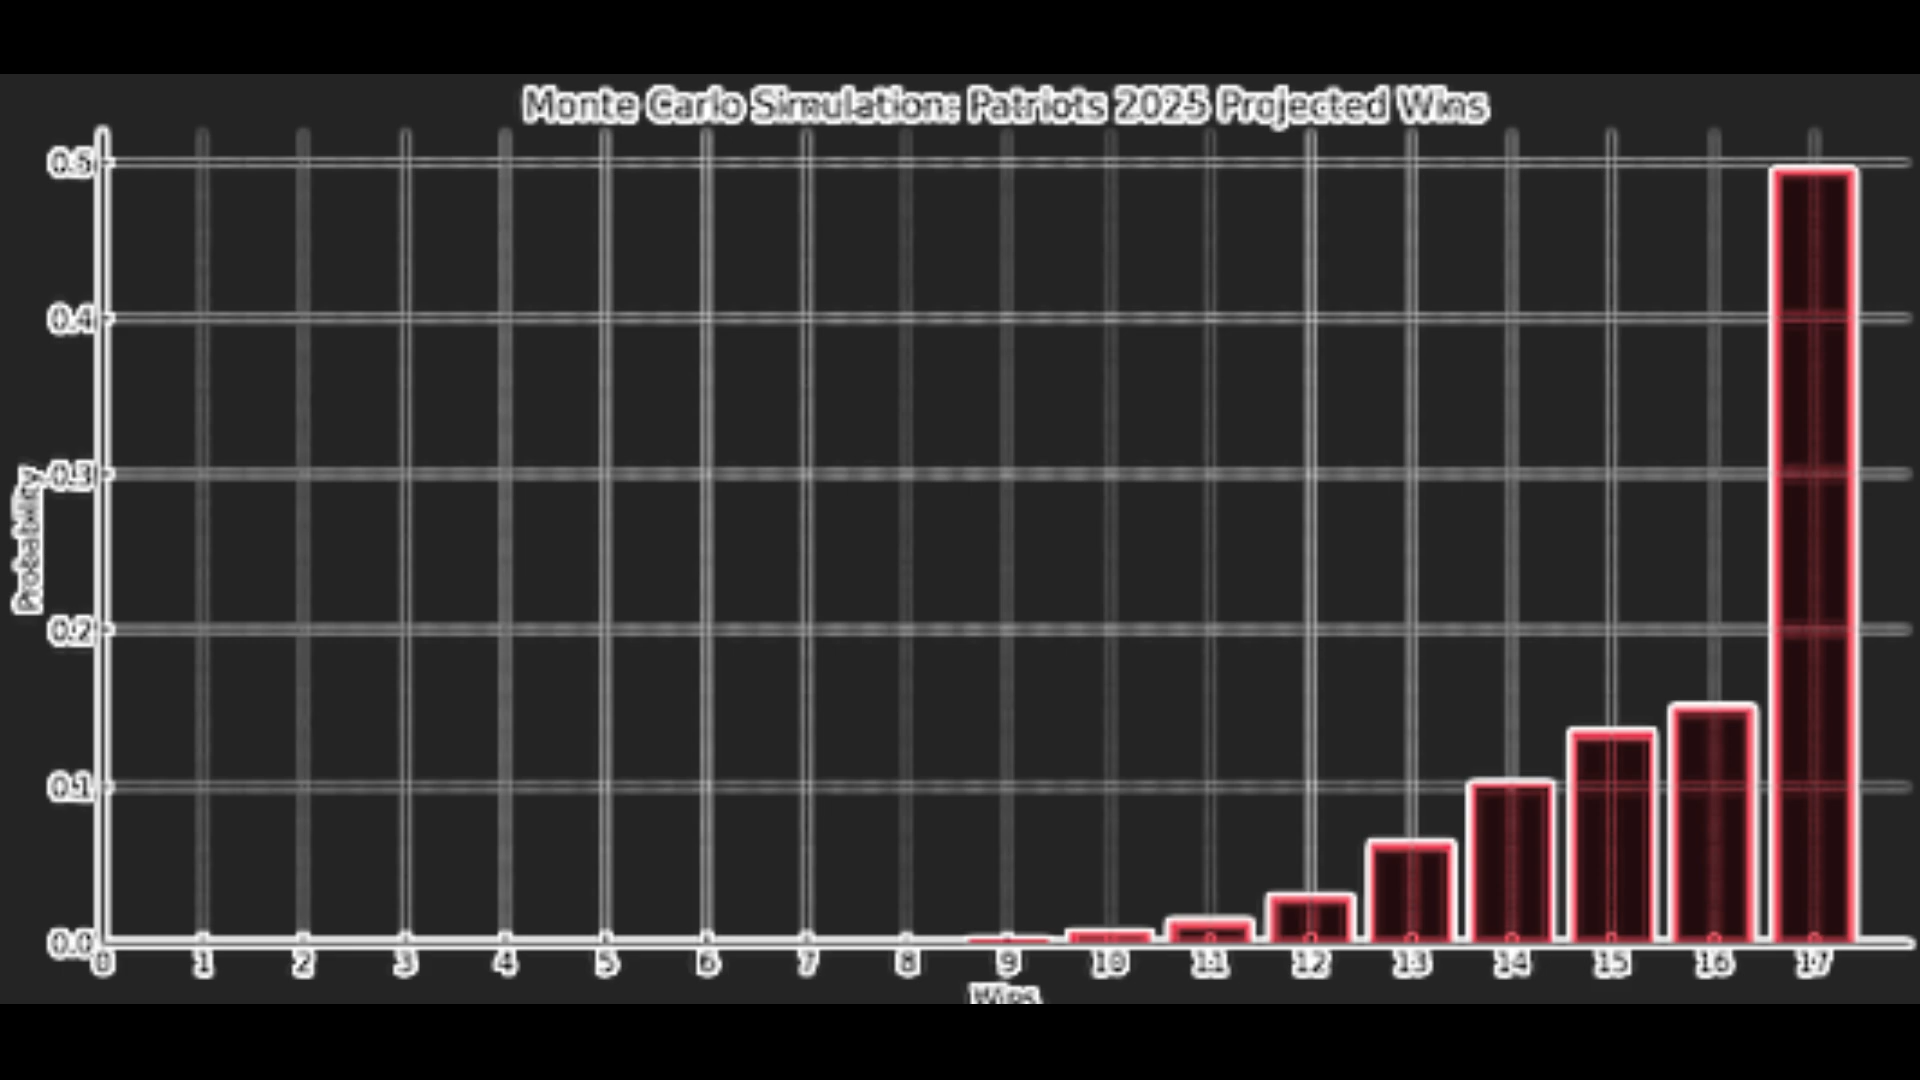 Monte Carlo Simulation: Patriots 2025 Projected Wins
0.5
0.4
0.3
0.2
0.1
0.0
Probability
0 1 2 3 4 5 6 7 8 9 10 11 12 13 14 15 16 17
Wins